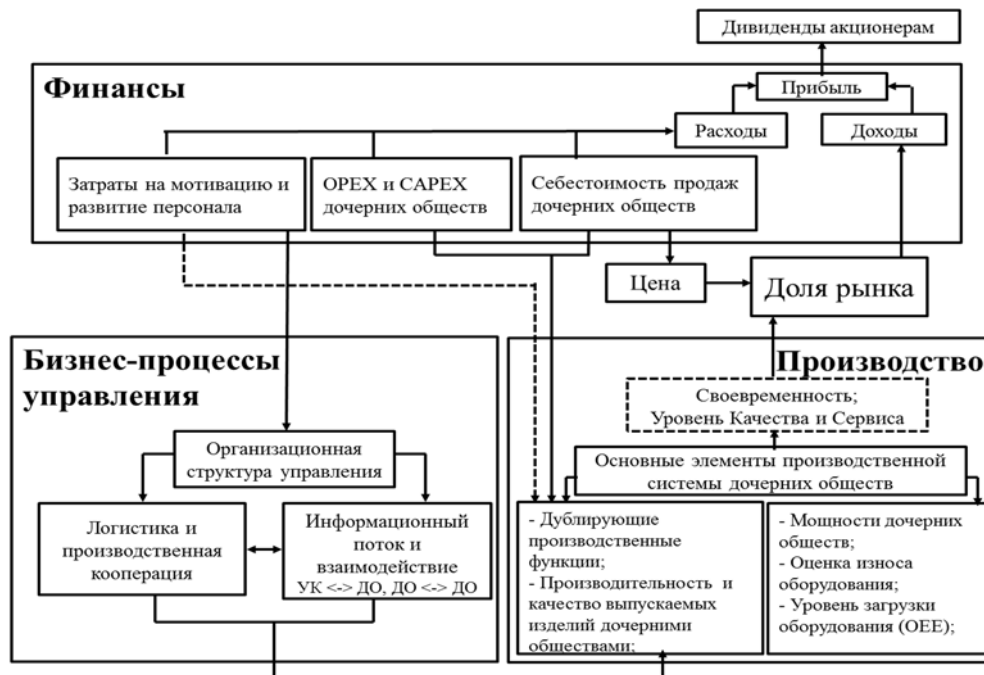 Дивиденды акционерам
Финансы
Прибыль
Расходы
Доходы
Затраты на мотивацию и
развитие персонала
OPEX и CAPEX
дочерних обществ
Себестоимость продаж
дочерних обществ
Цена
Доля рынка
Бизнес-процессы
управления
Организационная
структура управления
Логистика и
производственная
кооперация
Информационный
поток и
взаимодействие
УК <-> ДО, ДО <-> ДО
Производство
Своевременность;
Уровень Качества и Сервиса
Основные элементы производственной
системы дочерних обществ
- Дублирующие
производственные
функции;
- Производительность и
качество выпускаемых
изделий дочерними
обществами;
- Мощности дочерних
обществ;
- Оценка износа
оборудования;
- Уровень загрузки
оборудования (OEE);